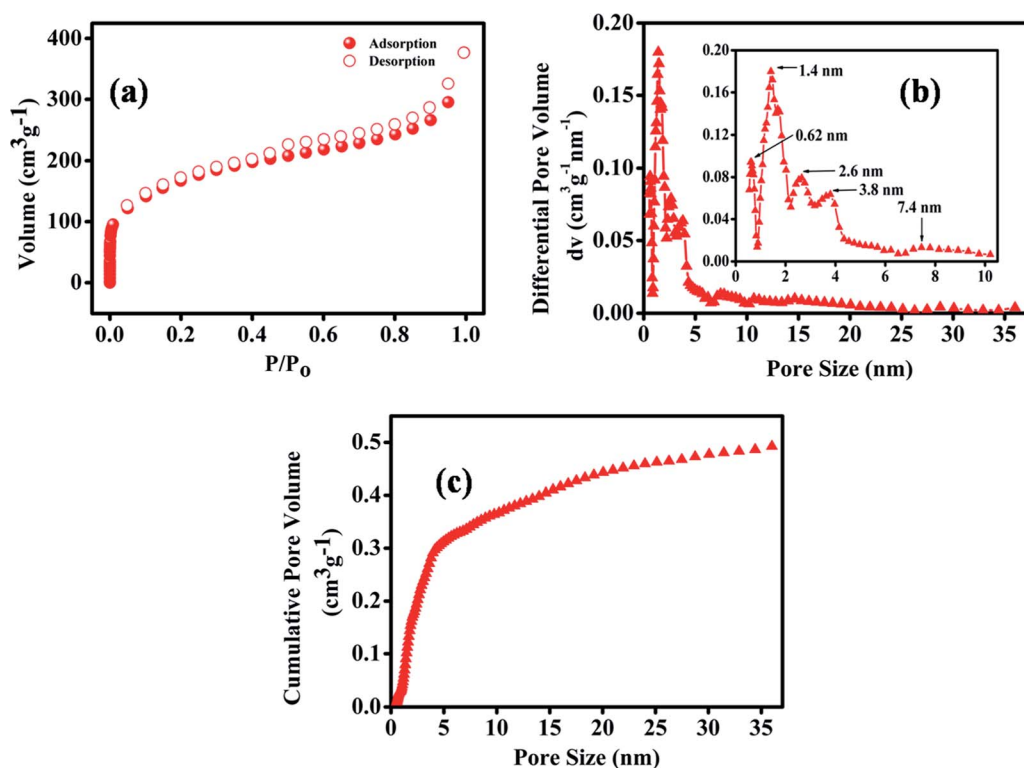 400
300
200
100
0
Volume (cm³g-¹)
(a)
Adsorption
Desorption
0.0 0.2 0.4 0.6 0.8 1.0
P/Pₒ
0.20
0.15
0.10
0.05
0.00
Differential Pore Volume
dv (cm³ g⁻¹ nm⁻¹)
(b)
0.20
0.16
0.12
0.08
0.04
0.00
1.4 nm
0.62 nm
2.6 nm
3.8 nm
7.4 nm
0 2 4 6 8 10
0 5 10 15 20 25 30 35
Pore Size (nm)
0.5
0.4
0.3
0.2
0.1
0.0
Cumulative Pore Volume
(cm³g-¹)
(c)
0 5 10 15 20 25 30 35
Pore Size (nm)